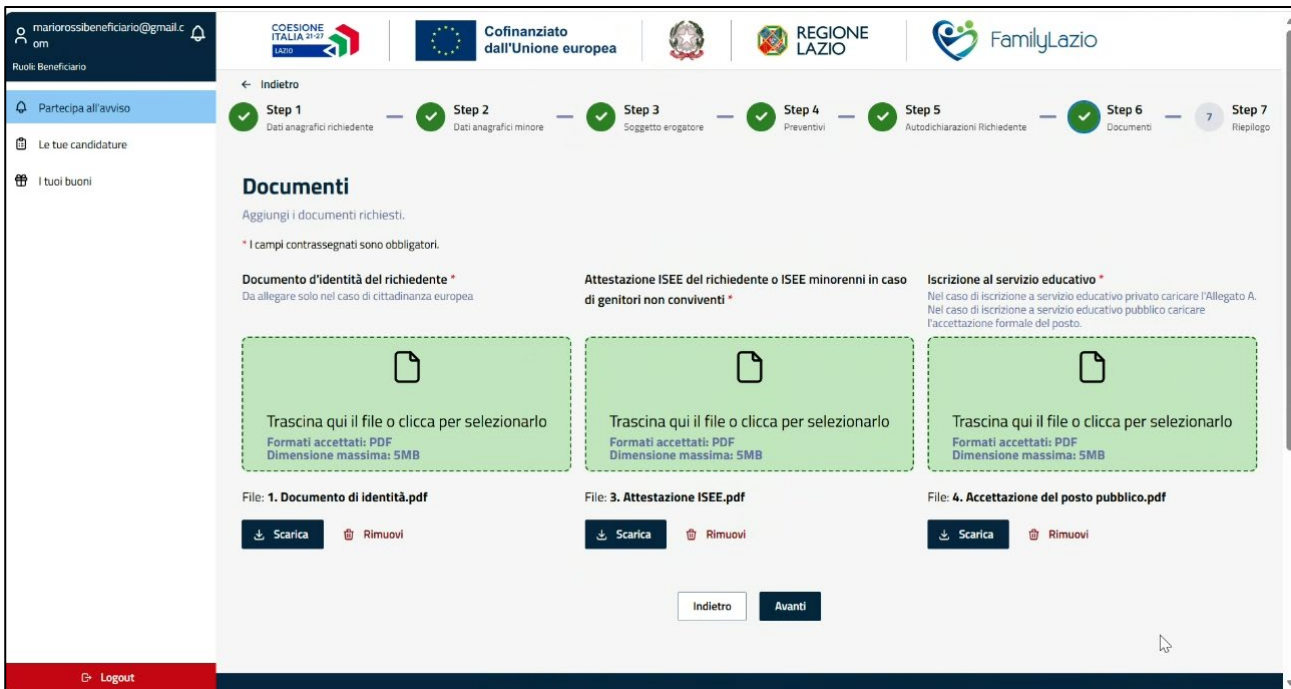 mariorossibeneficiario@gmail.c
om
Ruoli: Beneficiario
Partecipa all'avviso
Le tue candidature
I tuoi buoni
Logout
COESIONE
ITALIA 21-27
LAZIO
Cofinanziato
dall'Unione europea
REGIONE
LAZIO
FamilyLazio
← Indietro
Step 1
Dati anagrafici richiedente
Step 2
Dati anagrafici minore
Step 3
Soggetto erogatore
Step 4
Preventivi
Step 5
Autodichiarazioni Richiedente
Step 6
Documenti
7
Step 7
Riepilogo
Documenti
Aggiungi i documenti richiesti.
* I campi contrassegnati sono obbligatori.
Documento d'identità del richiedente *
Da allegare solo nel caso di cittadinanza europea
Trascina qui il file o clicca per selezionarlo
Formati accettati: PDF
Dimensione massima: 5MB
File: 1. Documento di identità.pdf
Scarica
Rimuovi
Attestazione ISEE del richiedente o ISEE minorenni in caso
di genitori non conviventi *
Trascina qui il file o clicca per selezionarlo
Formati accettati: PDF
Dimensione massima: 5MB
File: 3. Attestazione ISEE.pdf
Scarica
Rimuovi
Iscrizione al servizio educativo *
Nel caso di iscrizione a servizio educativo privato caricare l'Allegato A.
Nel caso di iscrizione a servizio educativo pubblico caricare
l'accettazione formale del posto.
Trascina qui il file o clicca per selezionarlo
Formati accettati: PDF
Dimensione massima: 5MB
File: 4. Accettazione del posto pubblico.pdf
Scarica
Rimuovi
Indietro
Avanti